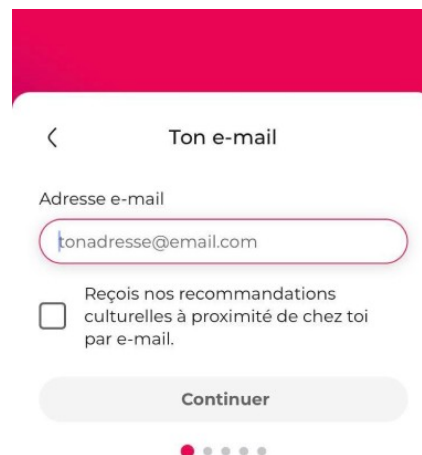 Ton e-mail
Adresse e-mail
tonadresse@email.com
Reçois nos recommandations
culturelles à proximité de chez toi
par e-mail.
Continuer